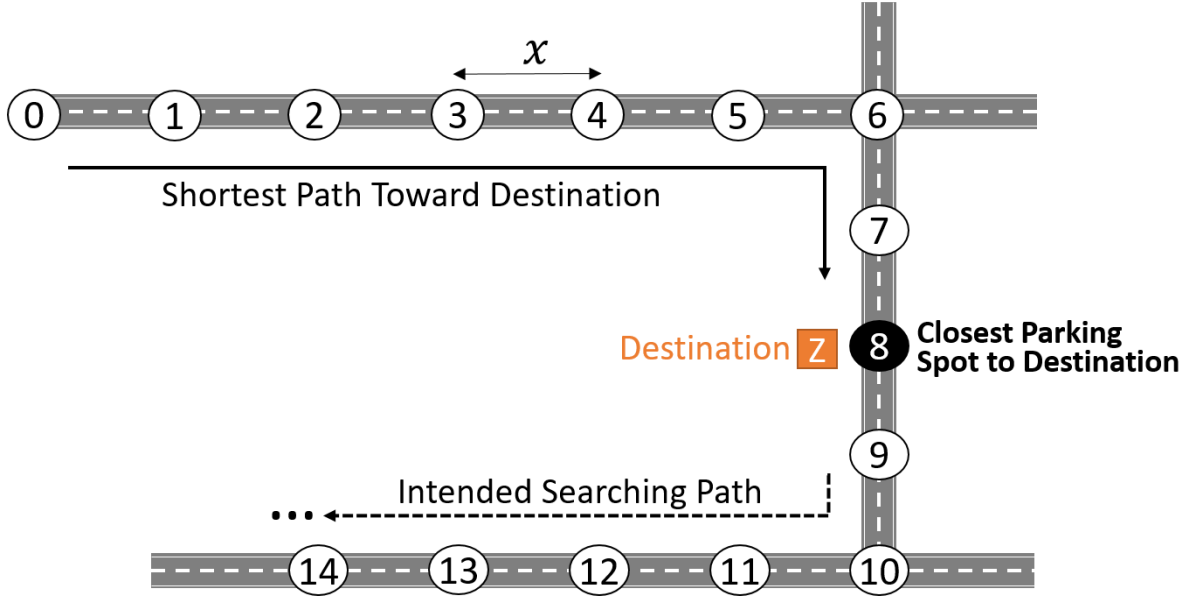 x
0 1 2 3 4 5 6
Shortest Path Toward Destination
7
Destination Z 8 Closest Parking
Spot to Destination
9
Intended Searching Path
...
14 13 12 11 10